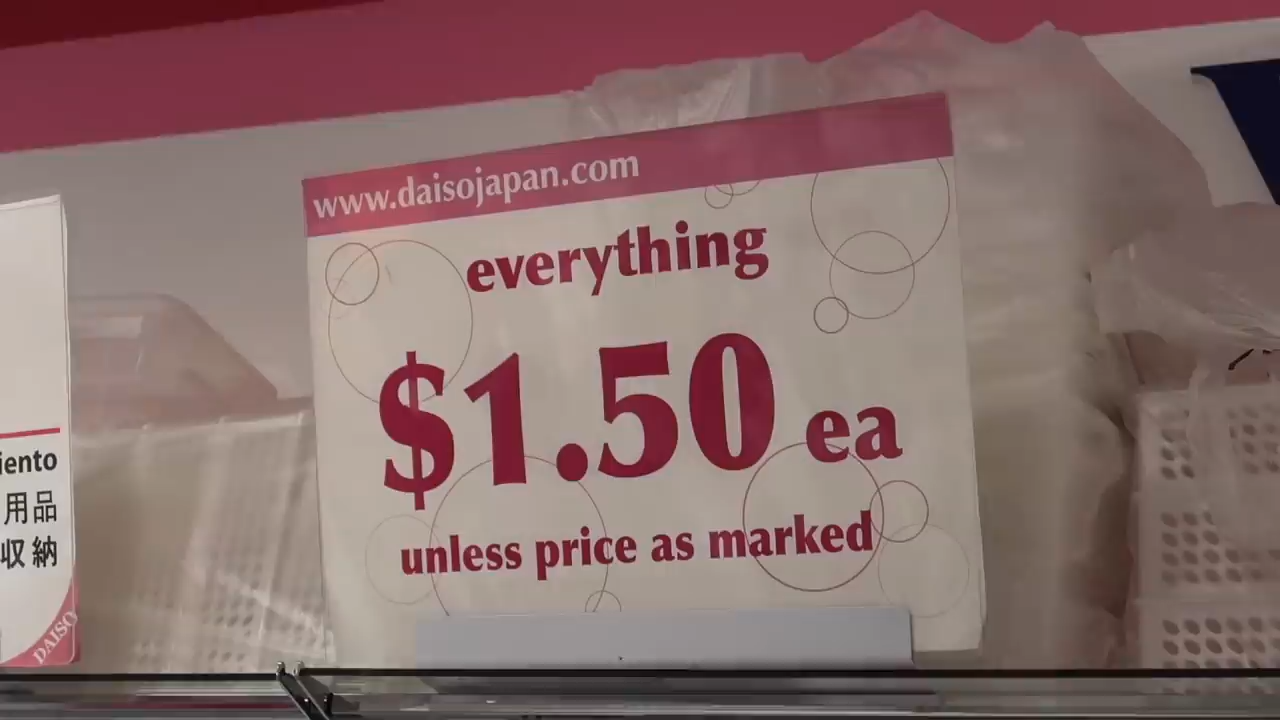 www.daisojapan.com
everything
$1.50 ea
unless price as marked
iento
用品
収納
DAISO